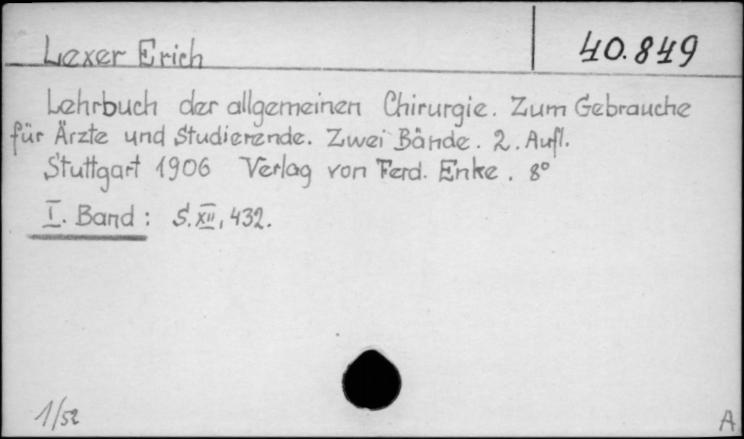 Lexer Erich 40.849
Lehrbuch der allgemeinen Chirurgie. Zum Gebrauche
für Ärzte und Studierende. Zwei Bände. 2. Aufl.
Stuttgart 1906 Verlag von Ferd. Enke. 8°
I. Band: S. XII, 432.
1/52 A